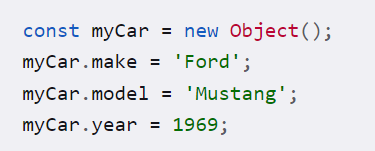 const myCar = new Object();
myCar.make = 'Ford';
myCar.model = 'Mustang';
myCar.year = 1969;